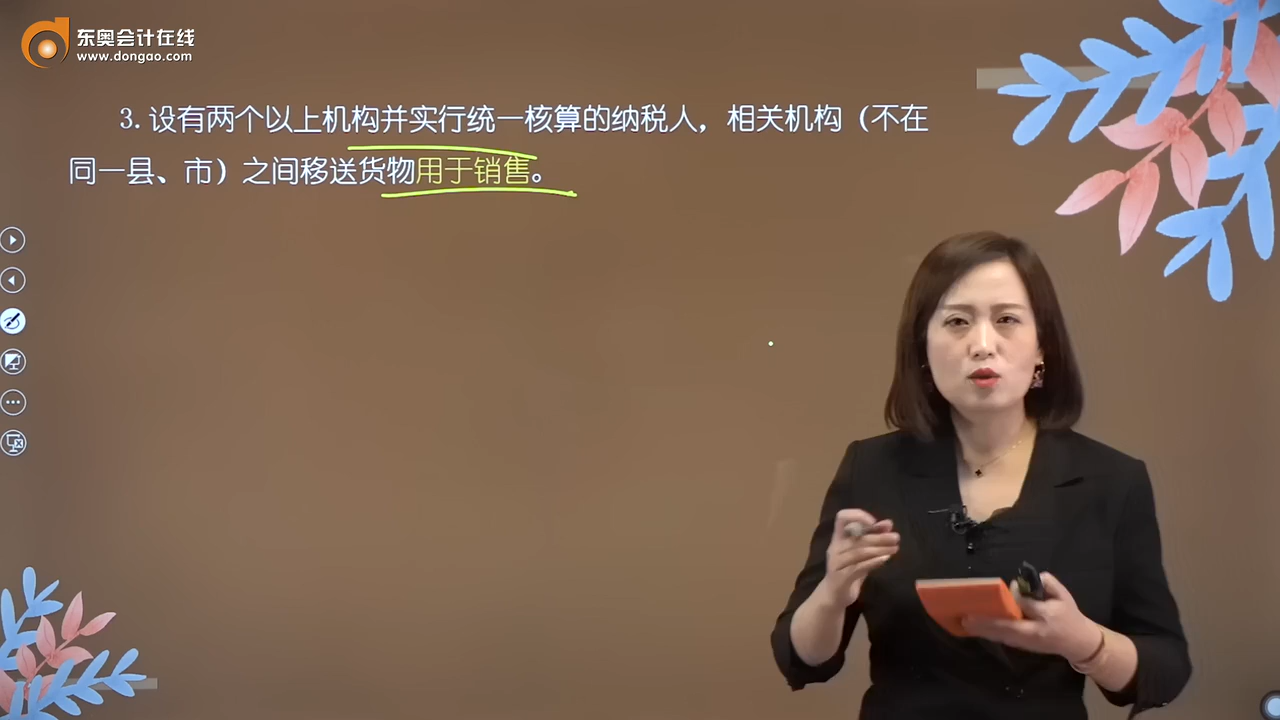 东奥会计在线
www.dongao.com
3.设有两个以上机构并实行统一核算的纳税人，相关机构（不在
同一县、市）之间移送货物用于销售。